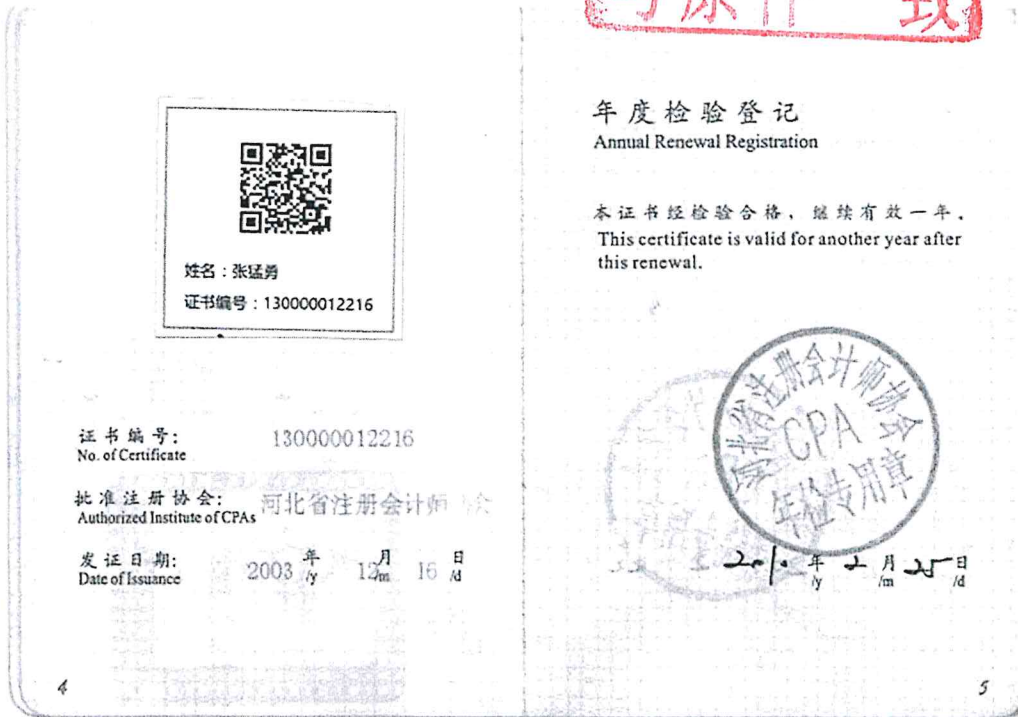 姓名：张猛勇
证书编号：130000012216
证书编号：
No. of Certificate
130000012216
批准注册协会：
Authorized Institute of CPAs
河北省注册会计师
发证日期：
Date of Issuance
2003 年 12 月 16 日
/y /m /d
4
年度检验登记
Annual Renewal Registration
本证书经检验合格，继续有效一年。
This certificate is valid for another year after
this renewal.
河北省注册会计师协会
CPA
年检专用章
年 2 月 25 日
/y /m /d
5